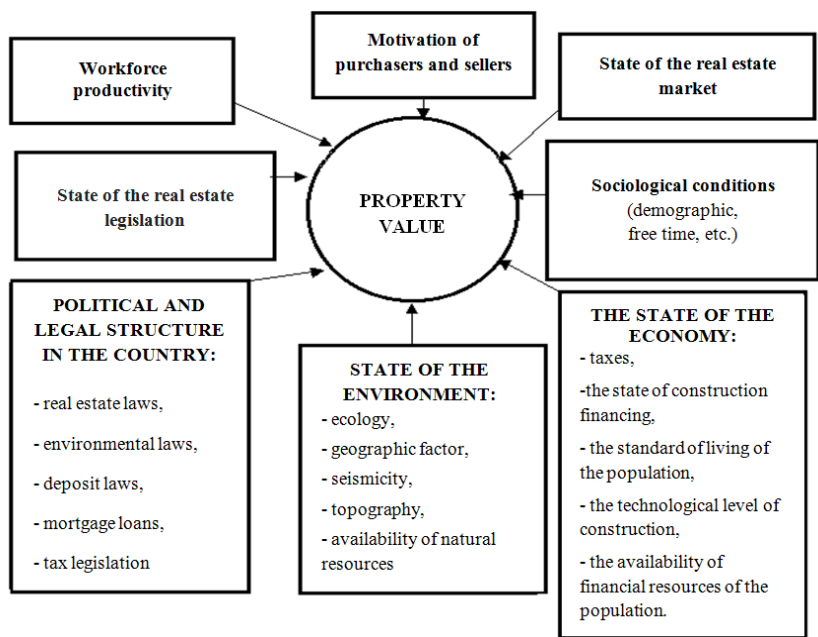 Workforce
productivity
Motivation of
purchasers and sellers
State of the real estate
market
State of the real estate
legislation
PROPERTY
VALUE
Sociological conditions
(demographic,
free time, etc.)
POLITICAL AND
LEGAL STRUCTURE
IN THE COUNTRY:
- real estate laws,
- environmental laws,
- deposit laws,
- mortgage loans,
- tax legislation
STATE OF THE
ENVIRONMENT:
- ecology,
- geographic factor,
- seismicity,
- topography,
- availability of natural
resources
THE STATE OF THE
ECONOMY:
- taxes,
-the state of construction
financing,
- the standard of living of
the population,
- the technological level of
construction,
- the availability of
financial resources of the
population.